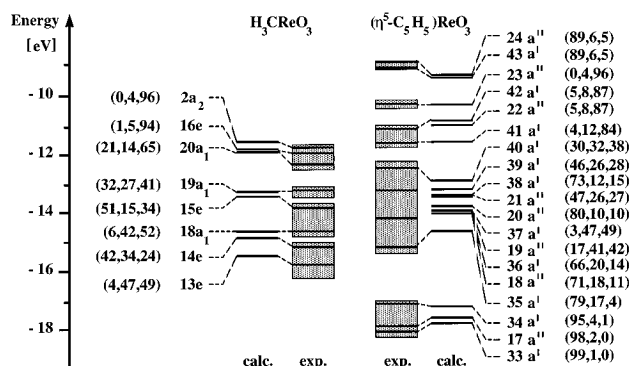 Energy
[eV]
H3CReO3
(η5-C5H5)ReO3
- 10
- 12
- 14
- 16
- 18
(0,4,96) 2a2
(1,5,94) 16e
(21,14,65) 20a1
(32,27,41) 19a1
(51,15,34) 15e
(6,42,52) 18a1
(42,34,24) 14e
(4,47,49) 13e
24 a" (89,6,5)
43 a' (89,6,5)
23 a" (0,4,96)
42 a' (5,8,87)
22 a" (5,8,87)
41 a' (4,12,84)
40 a' (30,32,38)
39 a' (46,26,28)
38 a' (73,12,15)
21 a" (47,26,27)
20 a" (80,10,10)
37 a' (3,47,49)
19 a" (17,41,42)
36 a' (66,20,14)
18 a" (71,18,11)
35 a' (79,17,4)
34 a' (95,4,1)
17 a" (98,2,0)
33 a' (99,1,0)
calc. exp. exp. calc.